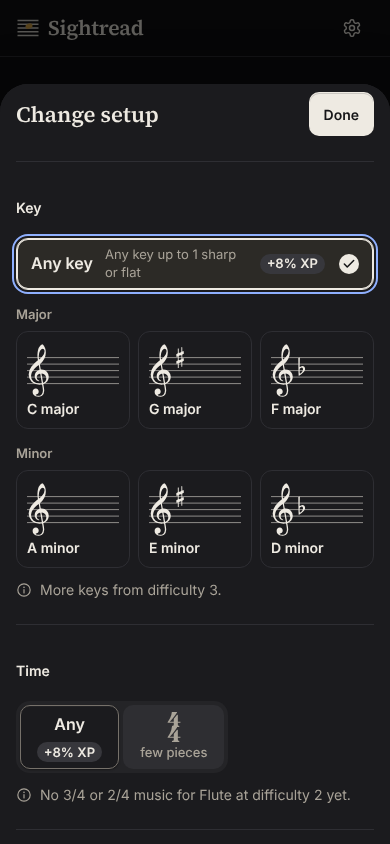 Sightread
Change setup
Done
Key
Any key
Any key up to 1 sharp
or flat
+8% XP
Major
C major
G major
F major
Minor
A minor
E minor
D minor
More keys from difficulty 3.
Time
Any
+8% XP
4
4
few pieces
No 3/4 or 2/4 music for Flute at difficulty 2 yet.